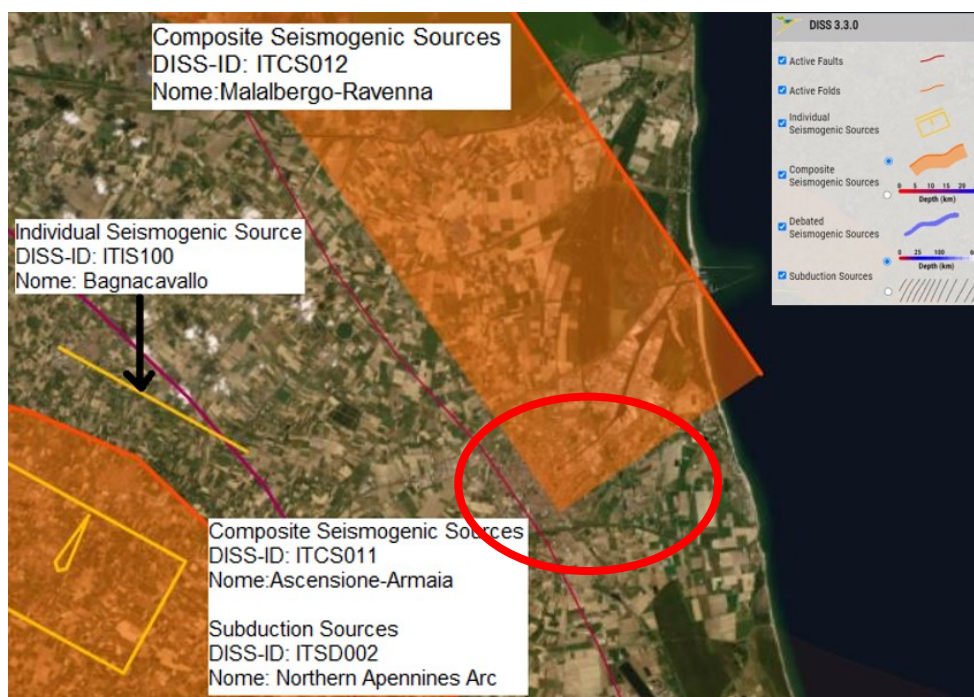 Composite Seismogenic Sources
DISS-ID: ITCS012
Nome:Malalbergo-Ravenna
DISS 3.3.0
Active Faults
Active Folds
Individual
Seismogenic Sources
Composite
Seismogenic Sources
0 5 10 15 20
Depth (km)
Debated
Seismogenic Sources
0 25 100
Depth (km)
Subduction Sources
Individual Seismogenic Source
DISS-ID: ITIS100
Nome: Bagnacavallo
Composite Seismogenic Sources
DISS-ID: ITCS011
Nome:Ascensione-Armaia
Subduction Sources
DISS-ID: ITSD002
Nome: Northern Apennines Arc